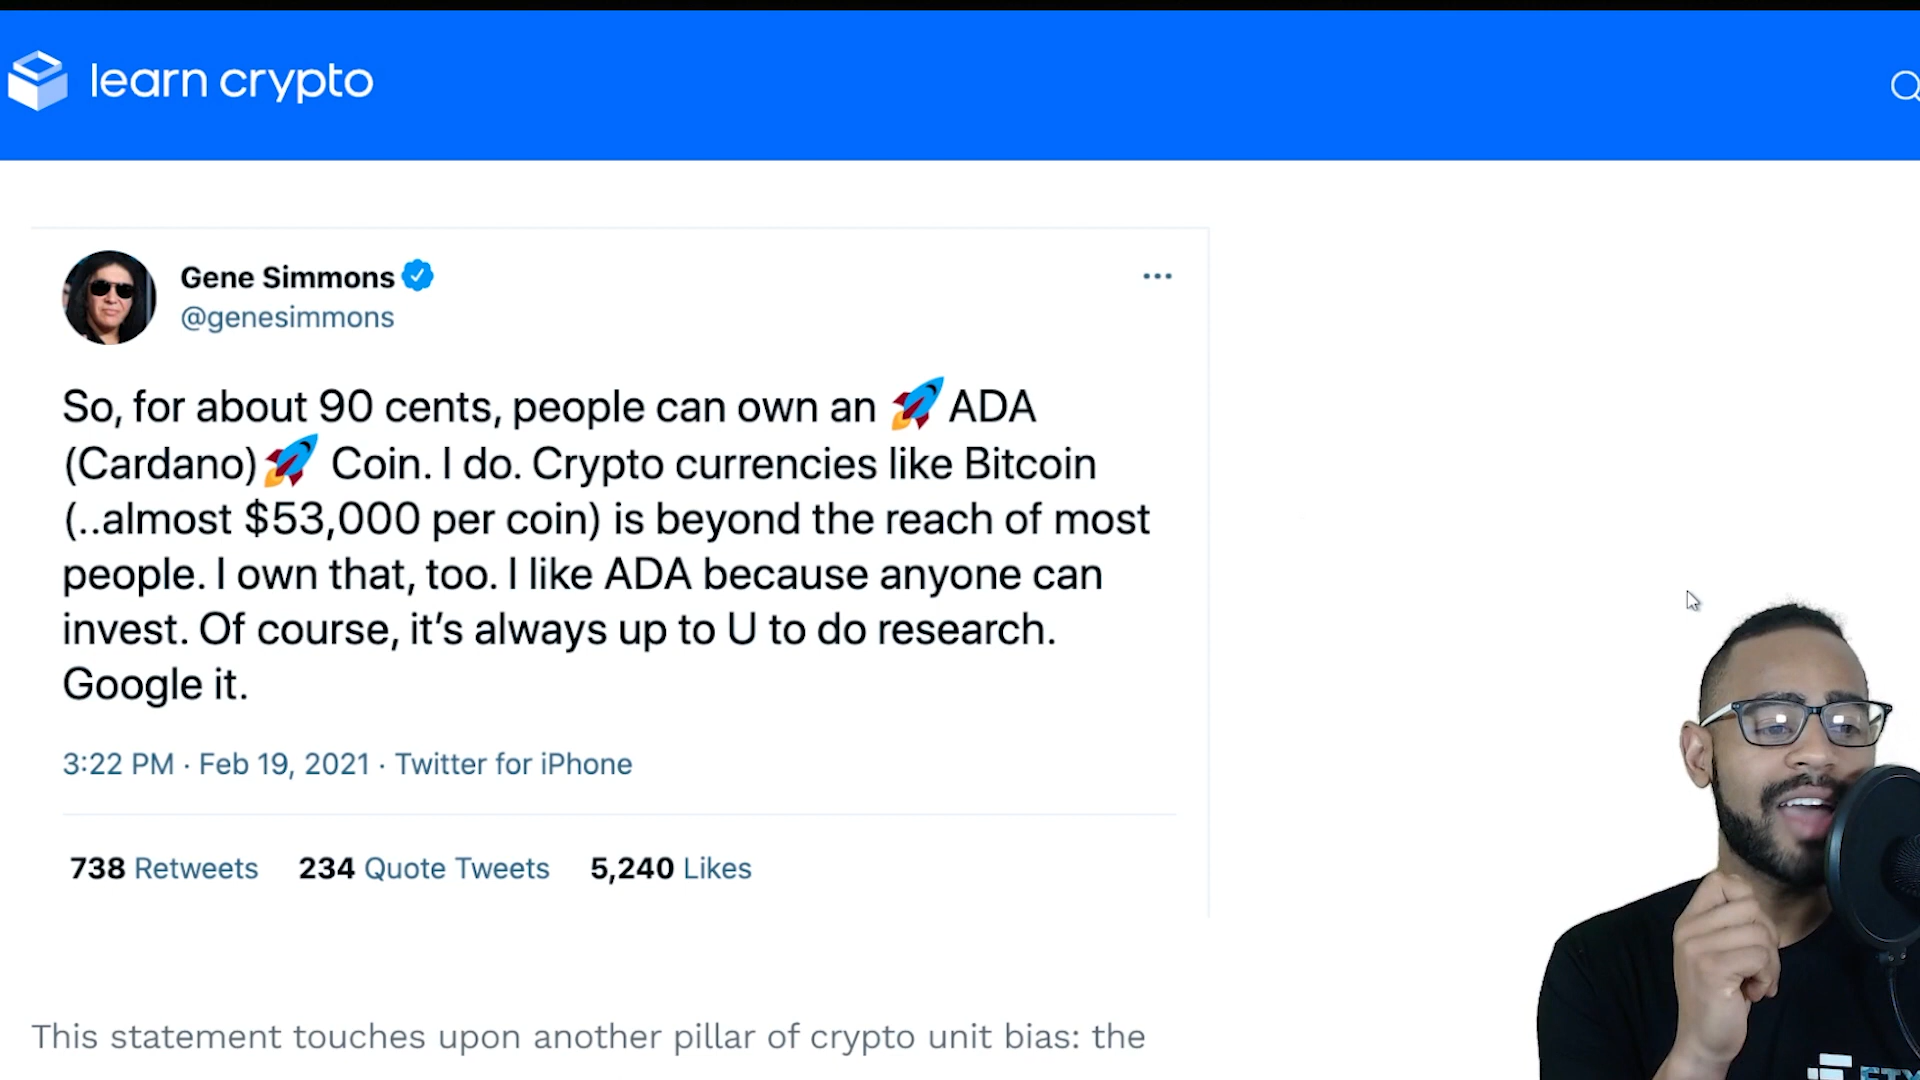 learn crypto
Gene Simmons
@genesimmons
So, for about 90 cents, people can own an 🚀ADA
(Cardano)🚀 Coin. I do. Crypto currencies like Bitcoin
(..almost $53,000 per coin) is beyond the reach of most
people. I own that, too. I like ADA because anyone can
invest. Of course, it’s always up to U to do research.
Google it.
3:22 PM · Feb 19, 2021 · Twitter for iPhone
738 Retweets 234 Quote Tweets 5,240 Likes
This statement touches upon another pillar of crypto unit bias: the